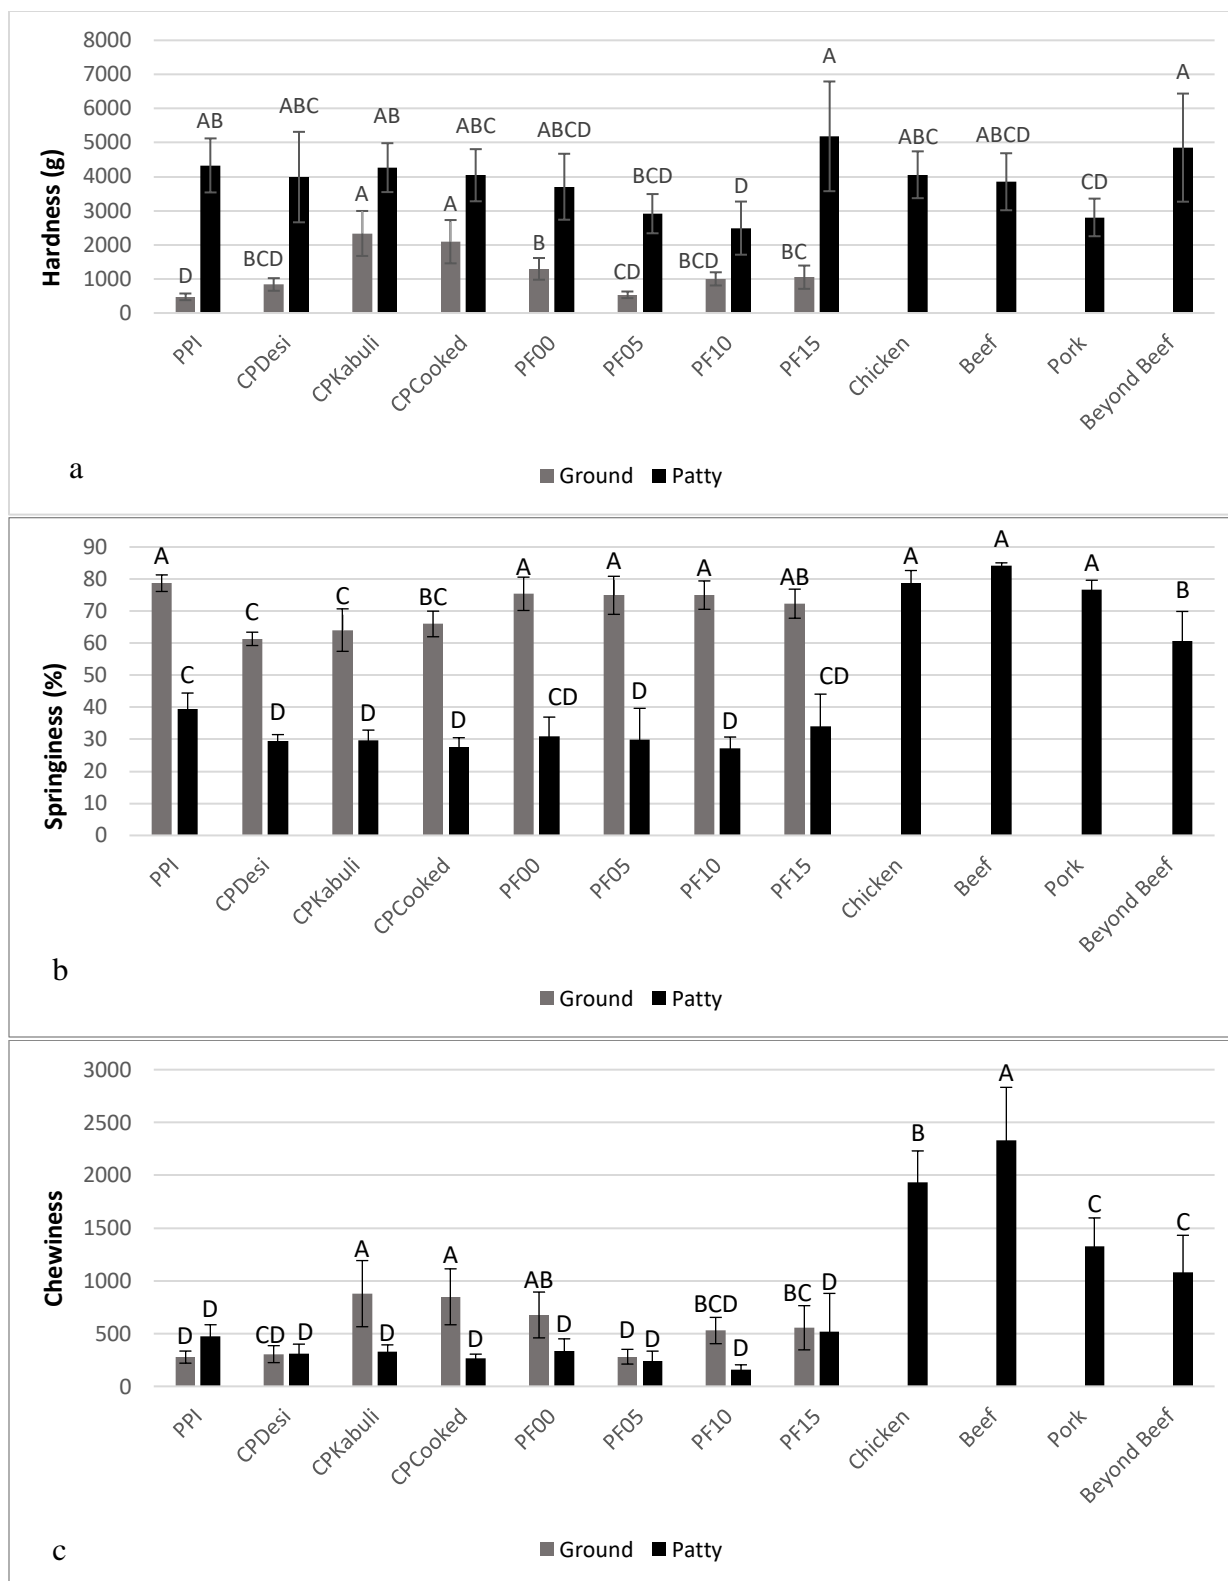 8000
7000
6000
5000
4000
3000
2000
1000
0
Hardness (g)
D AB BCD ABC A AB A ABC B ABCD CD BCD BCD D BC A ABC ABCD CD A
PPI CPDesi CPKabuli CPCooked PF00 PF05 PF10 PF15 Chicken Beef Pork Beyond Beef
a
Ground Patty
90
80
70
60
50
40
30
20
10
0
Springiness (%)
A C C D C D BC D A CD A D A D AB CD A A A B
PPI CPDesi CPKabuli CPCooked PF00 PF05 PF10 PF15 Chicken Beef Pork Beyond Beef
b
Ground Patty
3000
2500
2000
1500
1000
500
0
Chewiness
D D CD D A D A D AB D D D BCD D BC D B A C C
PPI CPDesi CPKabuli CPCooked PF00 PF05 PF10 PF15 Chicken Beef Pork Beyond Beef
c
Ground Patty